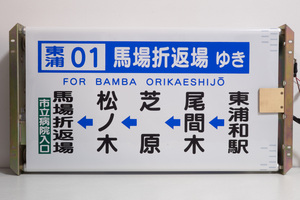 東浦 01 馬場折返場 ゆき
FOR BAMBA ORIKAESHIJŌ
東浦和駅
尾間木
芝原
松ノ木
市立病院入口
馬場折返場